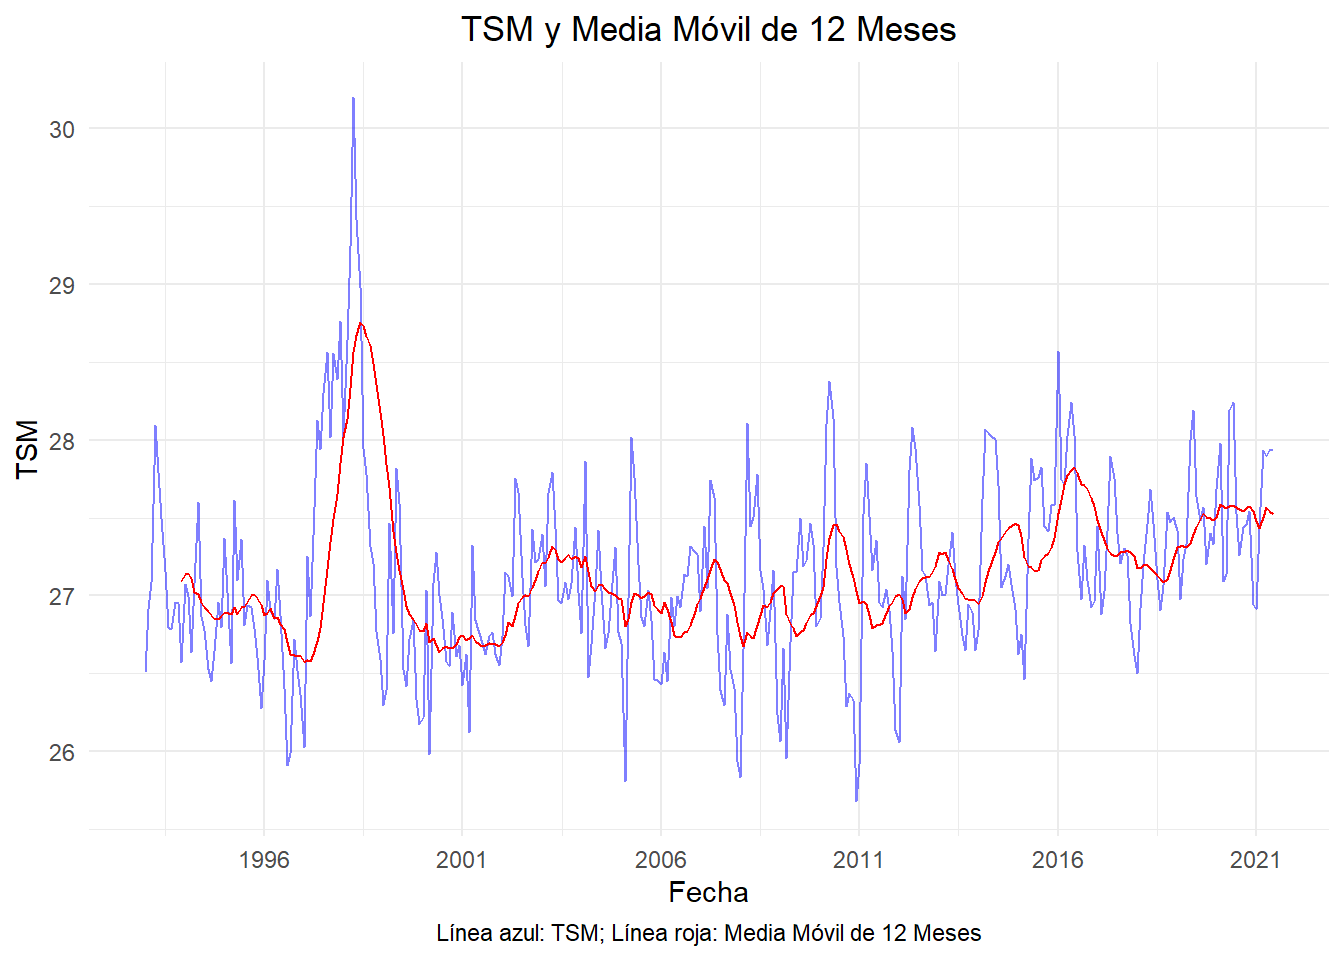 TSM y Media Móvil de 12 Meses
30
29
28
27
26
TSM
1996 2001 2006 2011 2016 2021
Fecha
Línea azul: TSM; Línea roja: Media Móvil de 12 Meses